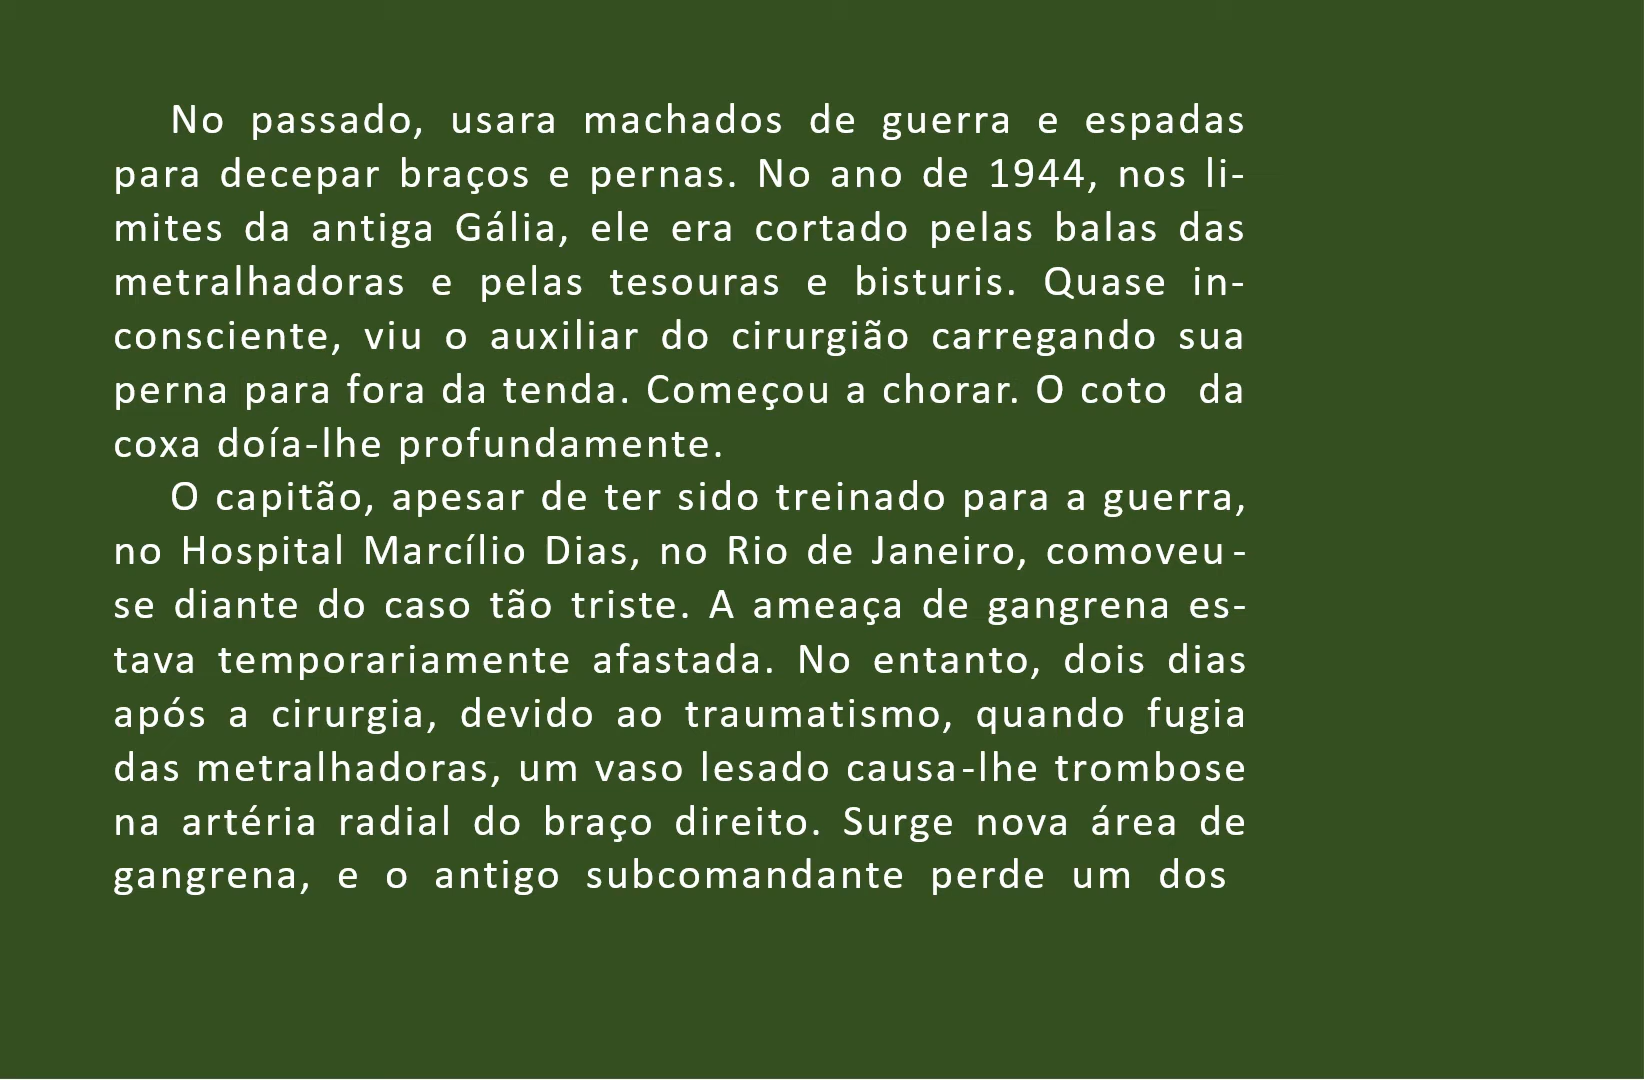 No passado, usara machados de guerra e espadas
para decepar braços e pernas. No ano de 1944, nos li-
mites da antiga Gália, ele era cortado pelas balas das
metralhadoras e pelas tesouras e bisturis. Quase in-
consciente, viu o auxiliar do cirurgião carregando sua
perna para fora da tenda. Começou a chorar. O coto da
coxa doía-lhe profundamente.
O capitão, apesar de ter sido treinado para a guerra,
no Hospital Marcílio Dias, no Rio de Janeiro, comoveu-
se diante do caso tão triste. A ameaça de gangrena es-
tava temporariamente afastada. No entanto, dois dias
após a cirurgia, devido ao traumatismo, quando fugia
das metralhadoras, um vaso lesado causa-lhe trombose
na artéria radial do braço direito. Surge nova área de
gangrena, e o antigo subcomandante perde um dos